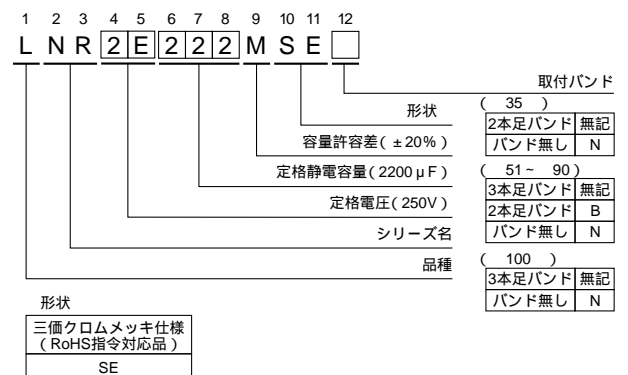 1 2 3 4 5 6 7 8 9 10 11 12
L N R 2 E 2 2 2 M S E
取付バンド
形状
容量許容差(±20%)
定格静電容量(2200μF)
定格電圧(250V)
シリーズ名
品種
( 35 )
2本足バンド 無記
バンド無し N
( 51~ 90)
3本足バンド 無記
2本足バンド B
バンド無し N
( 100 )
3本足バンド 無記
バンド無し N
形状
三価クロムメッキ仕様
(RoHS指令対応品)
SE